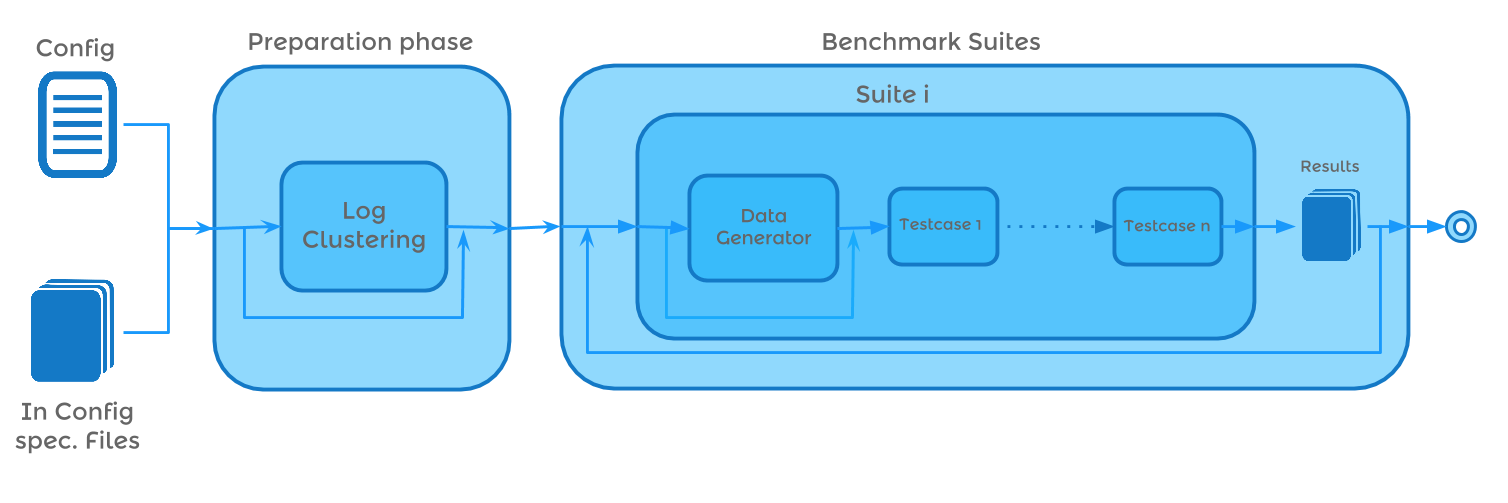 Config
Preparation phase
Benchmark Suites
Suite i
Log
Clustering
Data
Generator
Testcase 1
Testcase n
Results
In Config
spec. Files